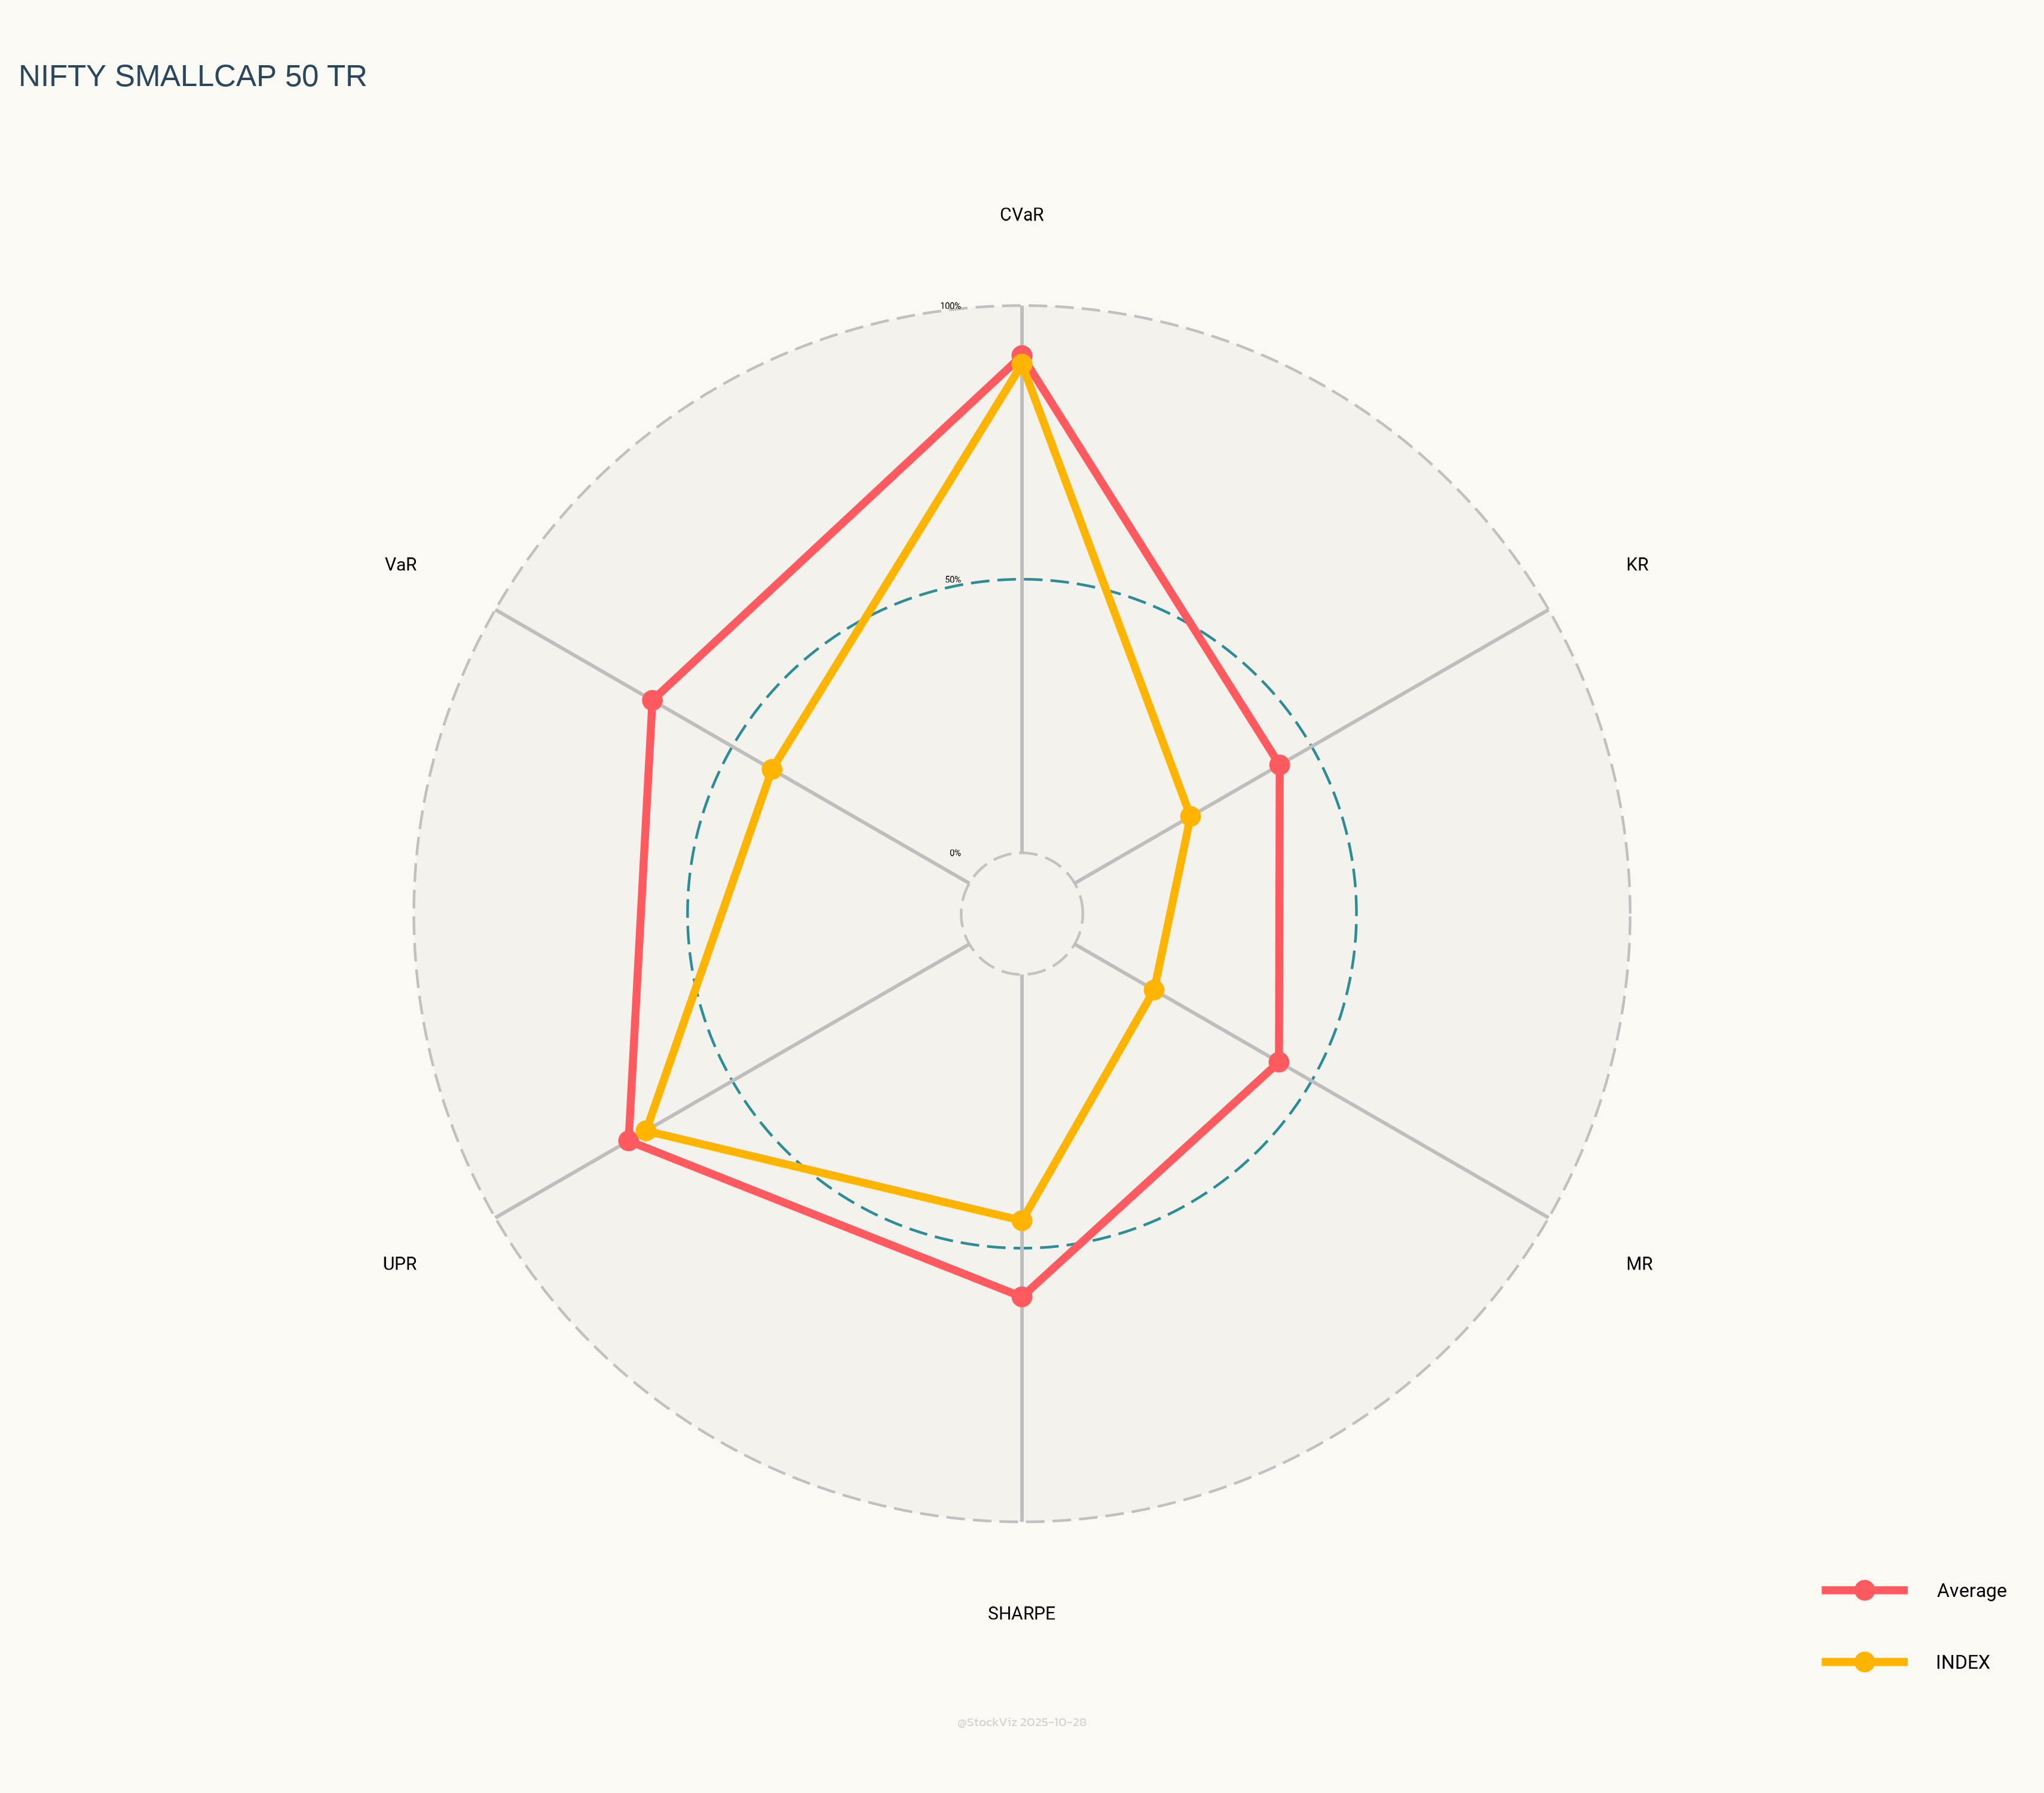 NIFTY SMALLCAP 50 TR
CVaR
100%
VaR
KR
50%
0%
UPR
MR
SHARPE
Average
INDEX
@StockViz 2025-10-28